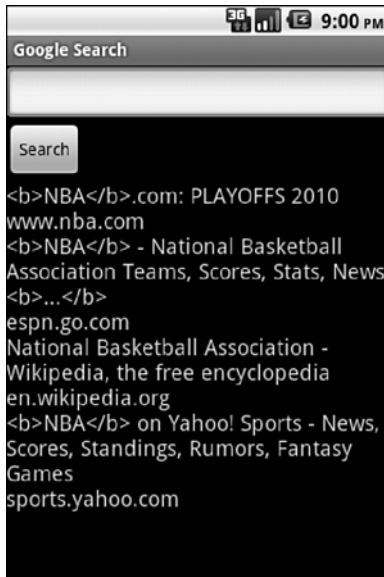 3G 9:00 PM
Google Search
Search
<b>NBA</b>.com: PLAYOFFS 2010
www.nba.com
<b>NBA</b> - National Basketball
Association Teams, Scores, Stats, News
<b>...</b>
espn.go.com
National Basketball Association -
Wikipedia, the free encyclopedia
en.wikipedia.org
<b>NBA</b> on Yahoo! Sports - News,
Scores, Standings, Rumors, Fantasy
Games
sports.yahoo.com